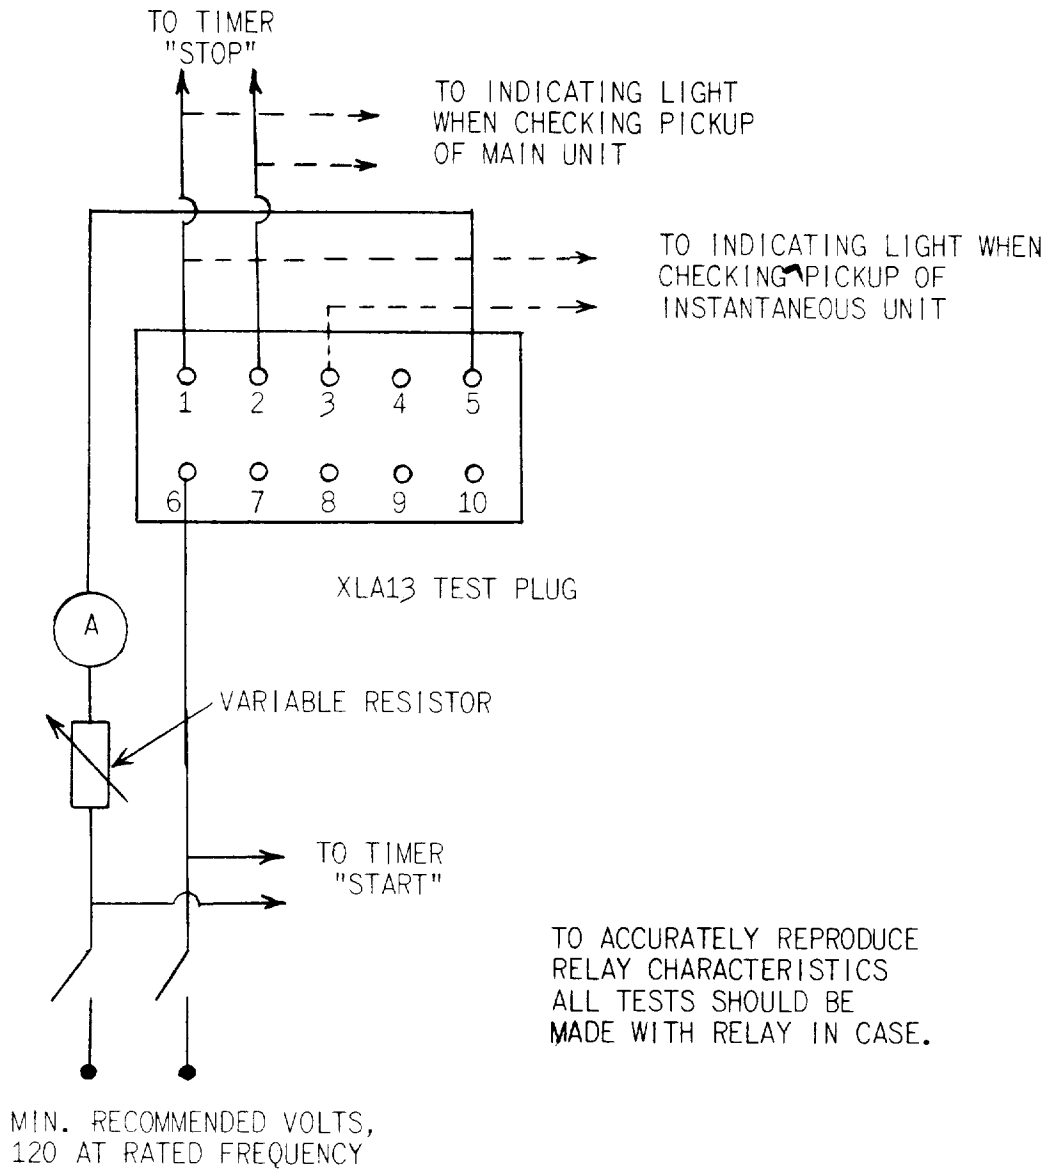 TO TIMER
"STOP"
TO INDICATING LIGHT
WHEN CHECKING PICKUP
OF MAIN UNIT
TO INDICATING LIGHT WHEN
CHECKING PICKUP OF
INSTANTANEOUS UNIT
1 2 3 4 5
6 7 8 9 10
XLA13 TEST PLUG
A
VARIABLE RESISTOR
TO TIMER
"START"
TO ACCURATELY REPRODUCE
RELAY CHARACTERISTICS
ALL TESTS SHOULD BE
MADE WITH RELAY IN CASE.
MIN. RECOMMENDED VOLTS,
120 AT RATED FREQUENCY